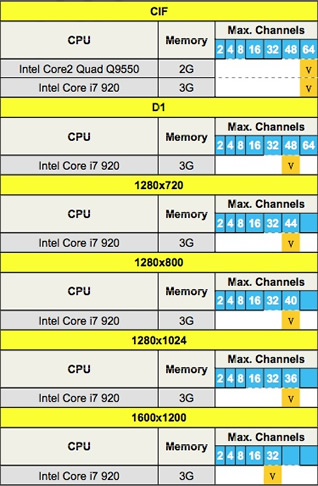 CIF
CPU Memory Max. Channels
2 4 8 16 32 48 64
Intel Core2 Quad Q9550 2G v
Intel Core i7 920 3G v
D1
CPU Memory Max. Channels
2 4 8 16 32 48 64
Intel Core i7 920 3G v
1280x720
CPU Memory Max. Channels
2 4 8 16 32 44
Intel Core i7 920 3G v
1280x800
CPU Memory Max. Channels
2 4 8 16 32 40
Intel Core i7 920 3G v
1280x1024
CPU Memory Max. Channels
2 4 8 16 32 36
Intel Core i7 920 3G v
1600x1200
CPU Memory Max. Channels
2 4 8 16 32
Intel Core i7 920 3G v